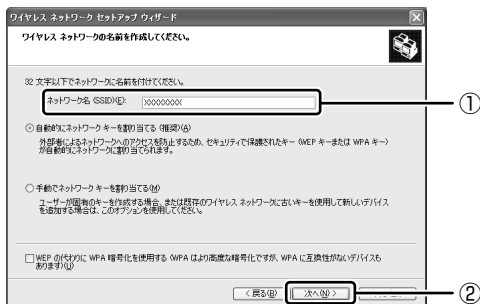 ワイヤレス ネットワーク セットアップ ウィザード
ワイヤレス ネットワークの名前を作成してください。
32 文字以下でネットワークに名前を付けてください。
ネットワーク名 (SSID)(E): XXXXXXXX
①
自動的にネットワーク キーを割り当てる (推奨)(A)
外部者によるネットワークへのアクセスを防止するため、セキュリティで保護されたキー (WEP キーまたは WPA キー)
が自動的にネットワークに割り当てられます。
手動でネットワーク キーを割り当てる(M)
ユーザーが固有のキーを作成する場合、または既存のワイヤレス ネットワークに古いキーを使用して新しいデバイス
を追加する場合は、このオプションを使用してください。
WEP の代わりに WPA 暗号化を使用する (WPA はより高度な暗号化ですが、WPA に互換性がないデバイスも
あります)(U)
< 戻る(B) 次へ(N) >
②